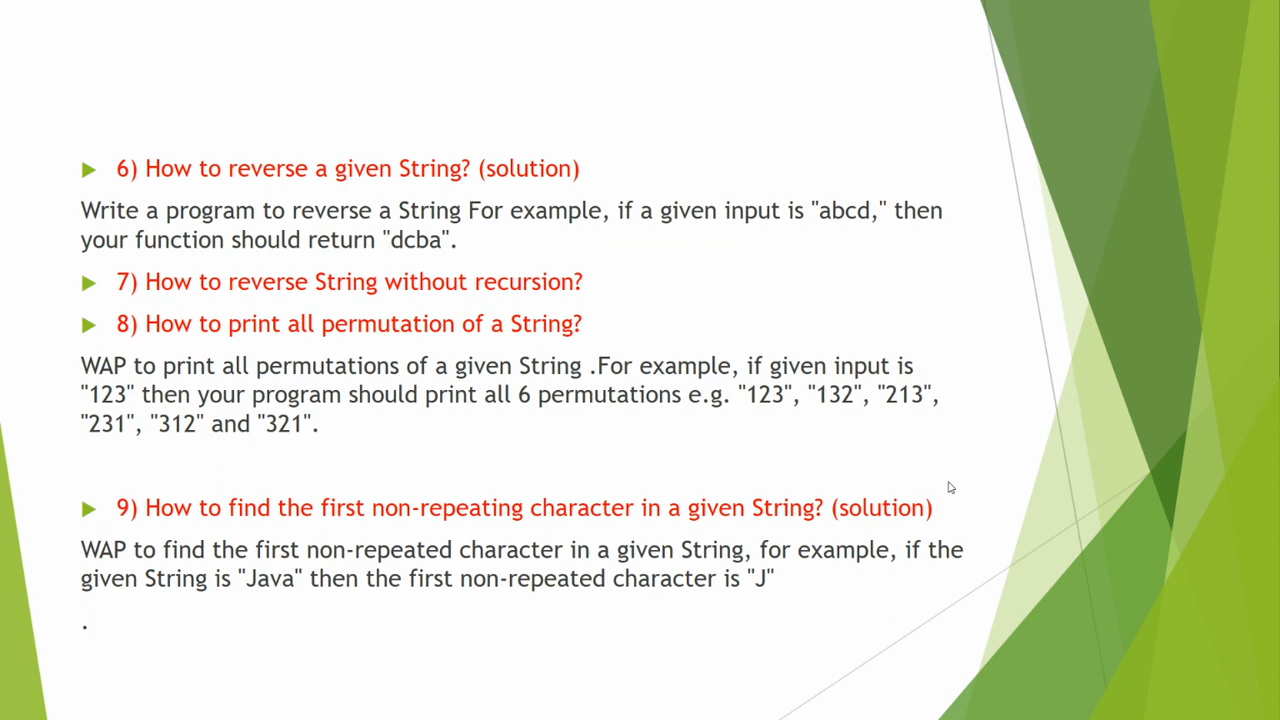 6) How to reverse a given String? (solution)
Write a program to reverse a String For example, if a given input is "abcd," then
your function should return "dcba".
7) How to reverse String without recursion?
8) How to print all permutation of a String?
WAP to print all permutations of a given String .For example, if given input is
"123" then your program should print all 6 permutations e.g. "123", "132", "213",
"231", "312" and "321".
9) How to find the first non-repeating character in a given String? (solution)
WAP to find the first non-repeated character in a given String, for example, if the
given String is "Java" then the first non-repeated character is "J"
.